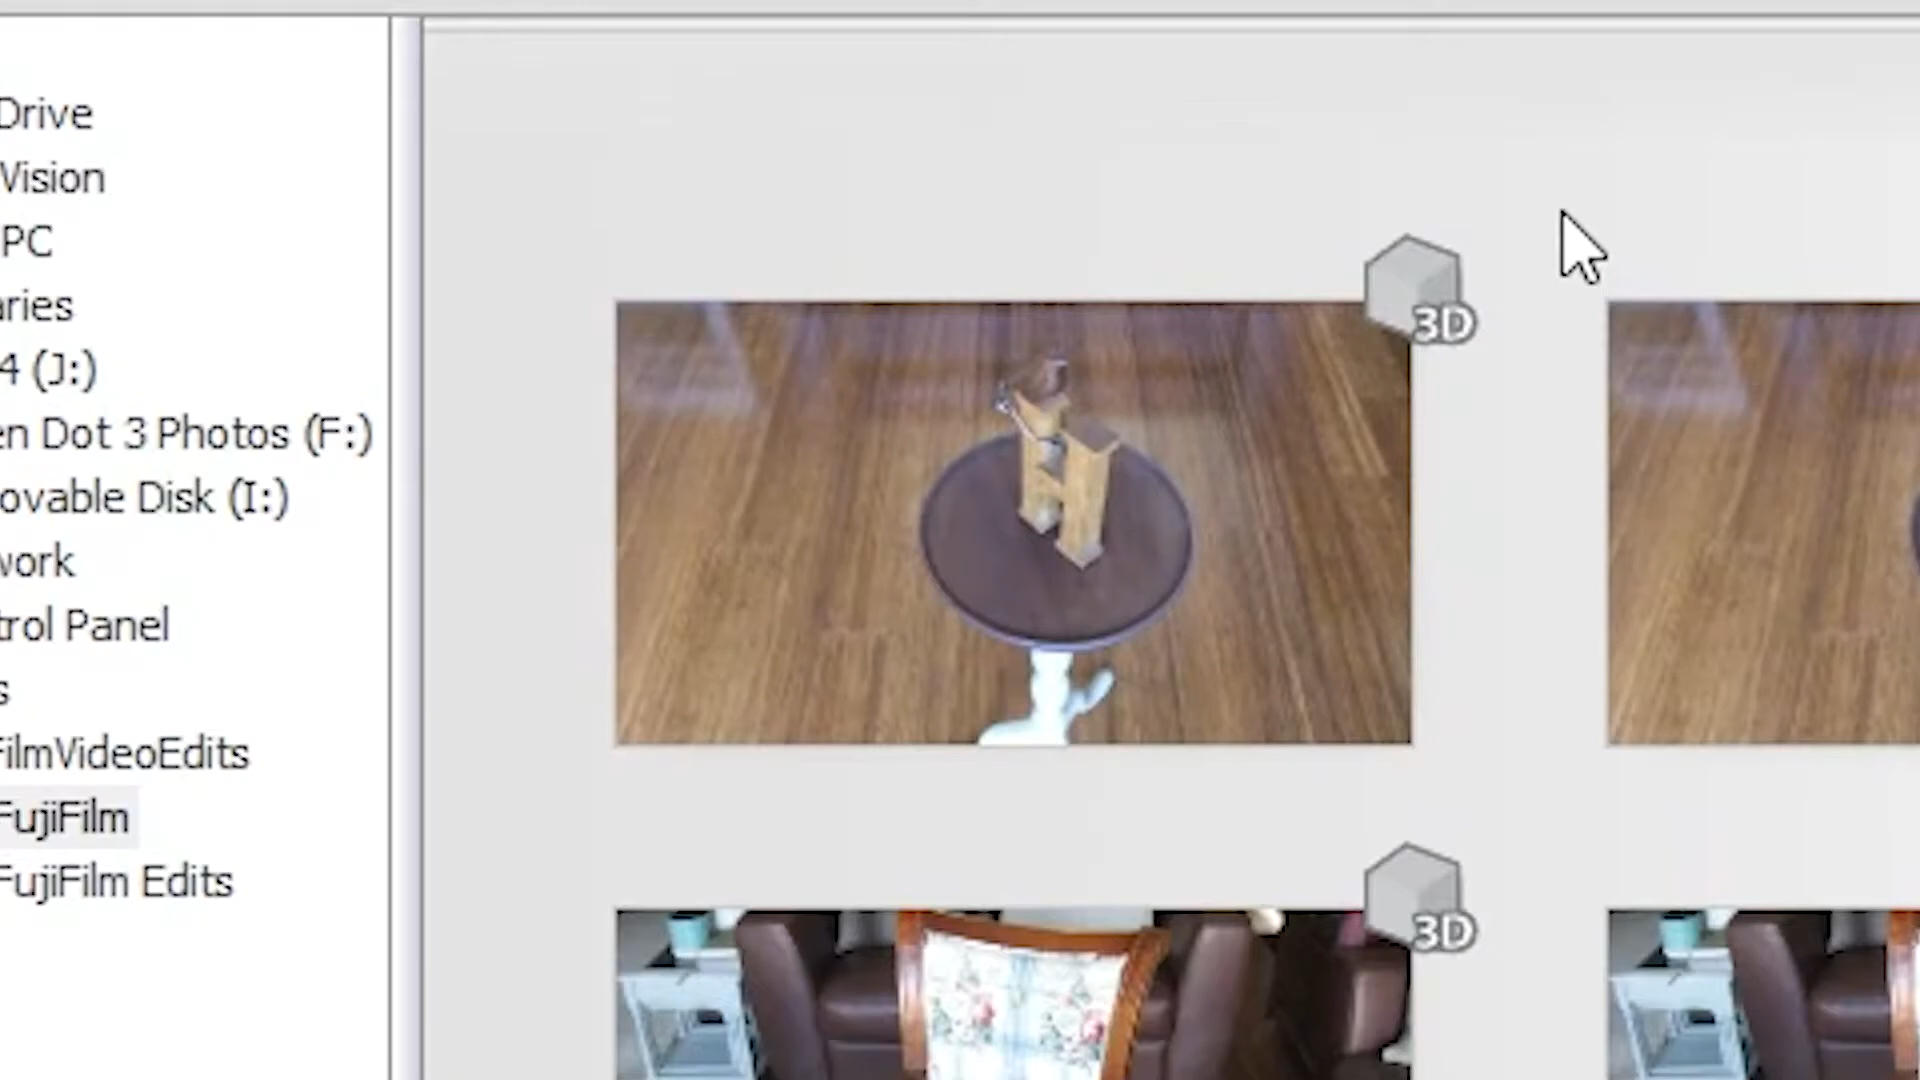 Drive
Vision
PC
aries
4 (J:)
en Dot 3 Photos (F:)
ovable Disk (I:)
work
trol Panel
s
FilmVideoEdits
FujiFilm
FujiFilm Edits
3D
3D